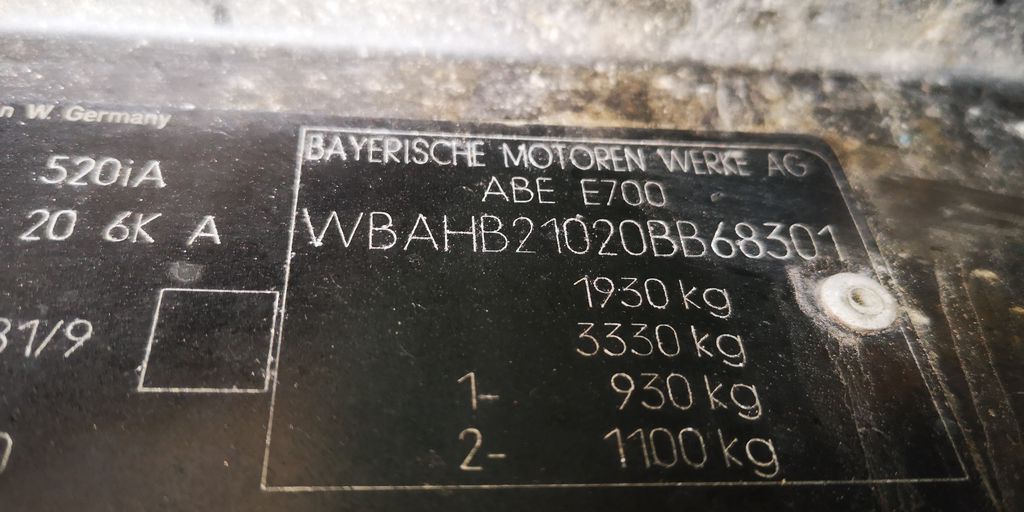 W. Germany
520iA
20 6K A
31/9
BAYERISCHE MOTOREN WERKE AG
ABE E700
WBAHB21020BB68301
1930 kg
3330 kg
1- 930 kg
2- 1100 kg